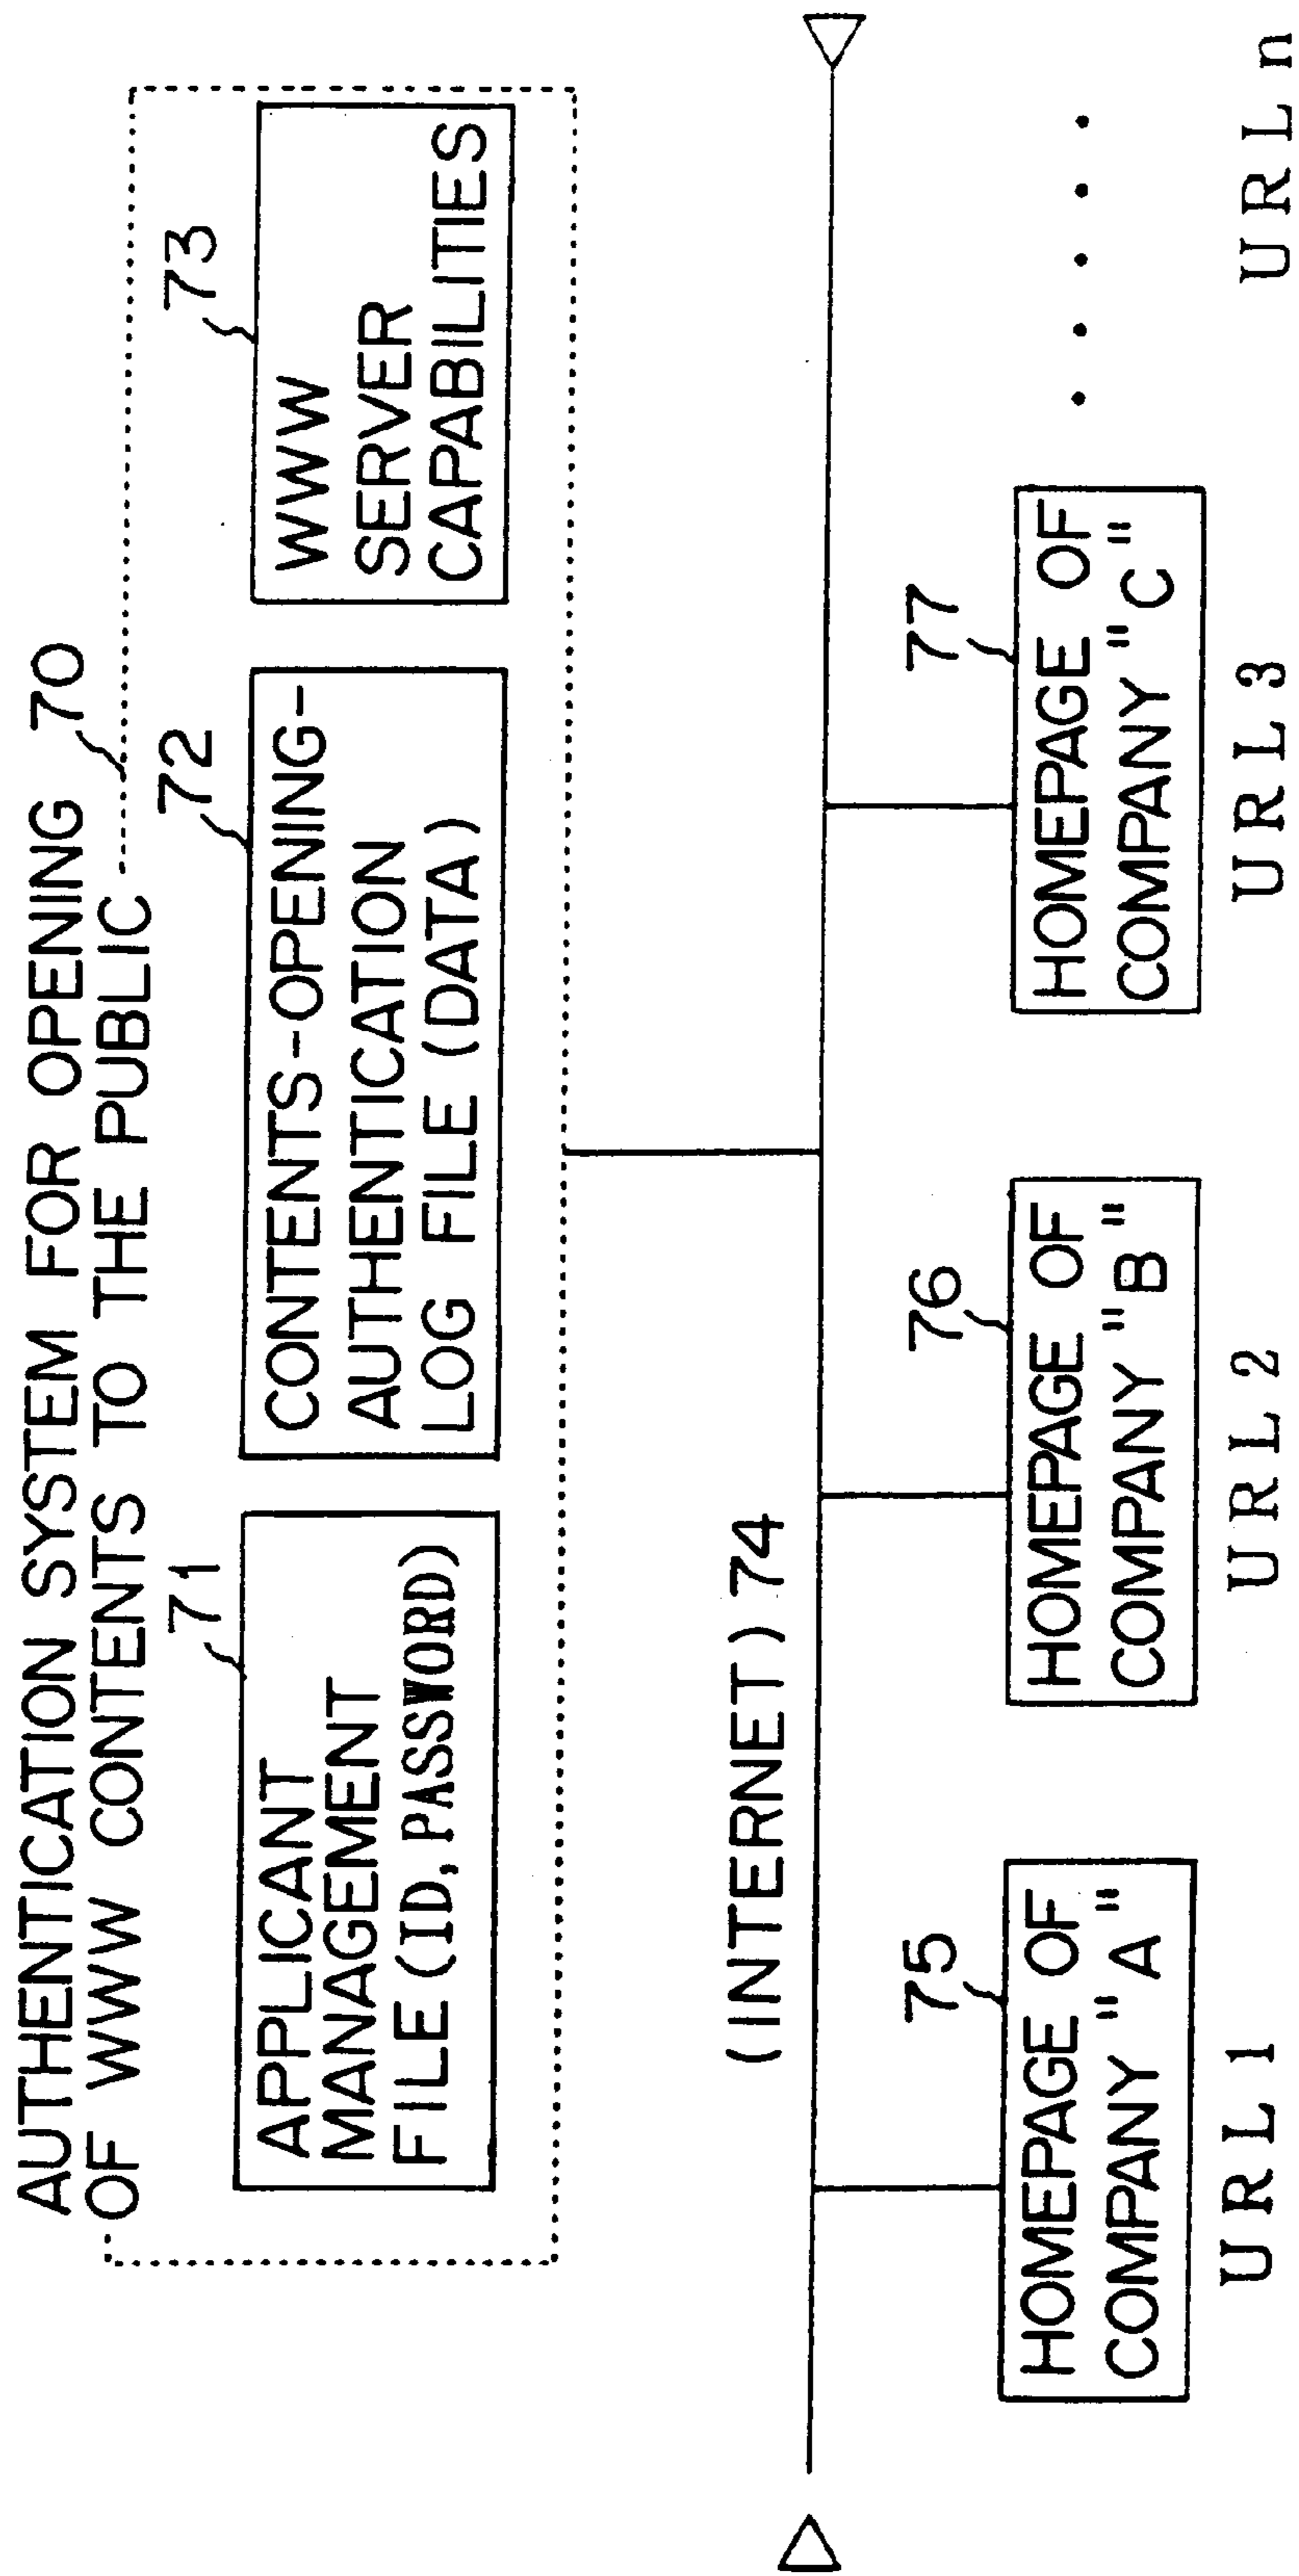 AUTHENTICATION SYSTEM FOR OPENING 70
OF WWW CONTENTS TO THE PUBLIC
71
APPLICANT
MANAGEMENT
FILE (ID, PASSWORD)
72
CONTENTS-OPENING-
AUTHENTICATION
LOG FILE (DATA)
73
WWW
SERVER
CAPABILITIES
(INTERNET) 74
75
HOMEPAGE OF
COMPANY "A"
URL1
76
HOMEPAGE OF
COMPANY "B"
URL2
77
HOMEPAGE OF
COMPANY "C"
URL3
.....
URLn